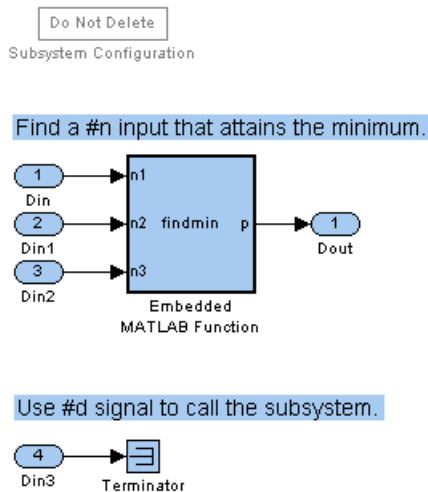 Do Not Delete
Subsystem Configuration
Find a #n input that attains the minimum.
1
Din
2
Din1
3
Din2
n1
n2 findmin p
n3
1
Dout
Embedded
MATLAB Function
Use #d signal to call the subsystem.
4
Din3
Terminator